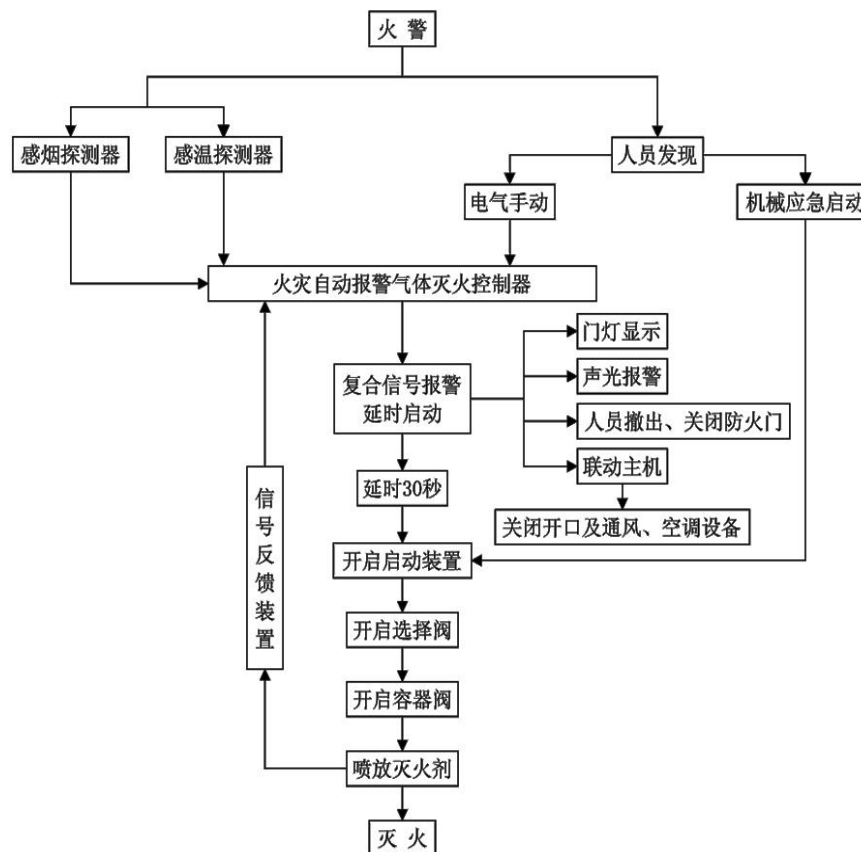 火 警
感烟探测器
感温探测器
人员发现
电气手动
机械应急启动
火灾自动报警气体灭火控制器
门灯显示
复合信号报警
延时启动
声光报警
人员撤出、关闭防火门
联动主机
延时30秒
关闭开口及通风、空调设备
信号反馈装置
开启启动装置
开启选择阀
开启容器阀
喷放灭火剂
灭 火